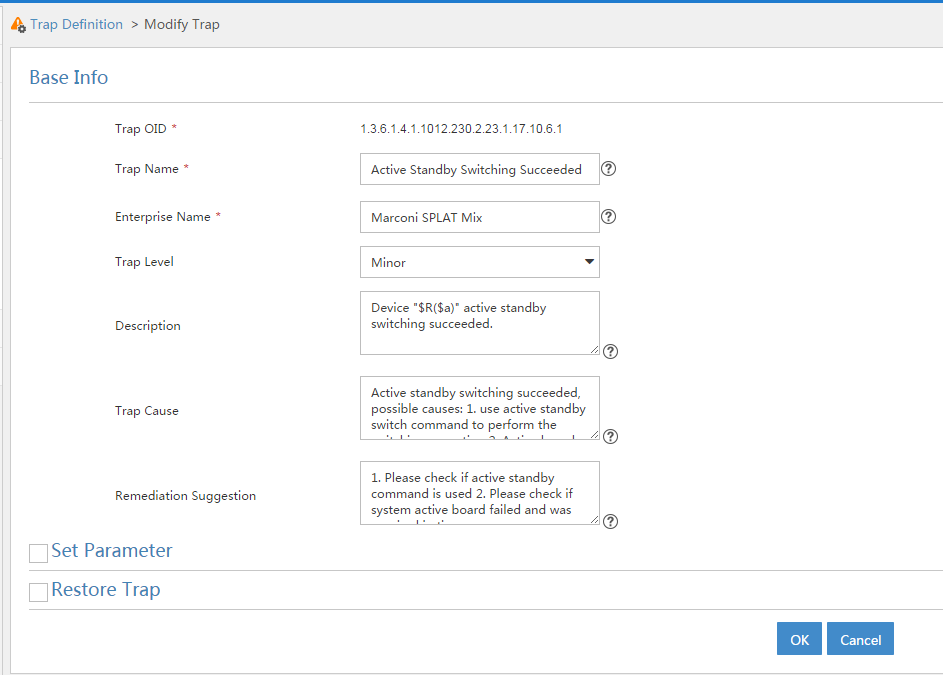 Trap Definition > Modify Trap
Base Info
Trap OID *
1.3.6.1.4.1.1012.230.2.23.1.17.10.6.1
Trap Name *
Active Standby Switching Succeeded
Enterprise Name *
Marconi SPLAT Mix
Trap Level
Minor
Description
Device "$R($a)" active standby
switching succeeded.
Trap Cause
Active standby switching succeeded,
possible causes: 1. use active standby
switch command to perform the
Remediation Suggestion
1. Please check if active standby
command is used 2. Please check if
system active board failed and was
Set Parameter
Restore Trap
OK
Cancel